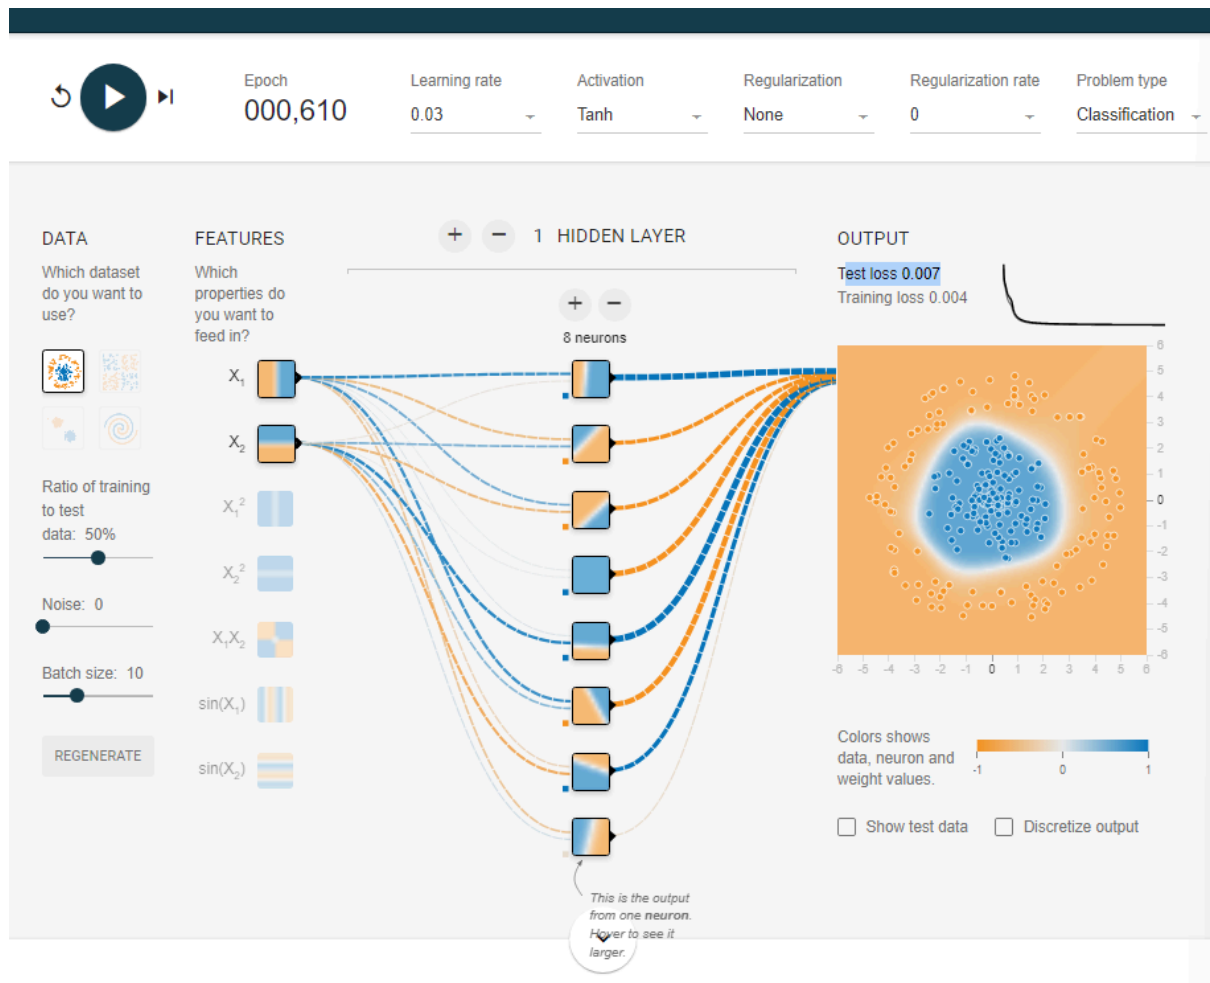 Epoch
000,610
Learning rate
0.03
Activation
Tanh
Regularization
None
Regularization rate
0
Problem type
Classification
DATA
Which dataset
do you want to
use?
Ratio of training
to test
data: 50%
Noise: 0
Batch size: 10
REGENERATE
FEATURES
Which
properties do
you want to
feed in?
X₁
X₂
X₁²
X₂²
X₁X₂
sin(X₁)
sin(X₂)
+ − 1 HIDDEN LAYER
+ −
8 neurons
This is the output
from one neuron.
Hover to see it
larger.
OUTPUT
Test loss 0.007
Training loss 0.004
6
5
4
3
2
1
0
-1
-2
-3
-4
-5
-6
-6 -5 -4 -3 -2 -1 0 1 2 3 4 5 6
Colors shows
data, neuron and
weight values.
-1 0 1
Show test data
Discretize output